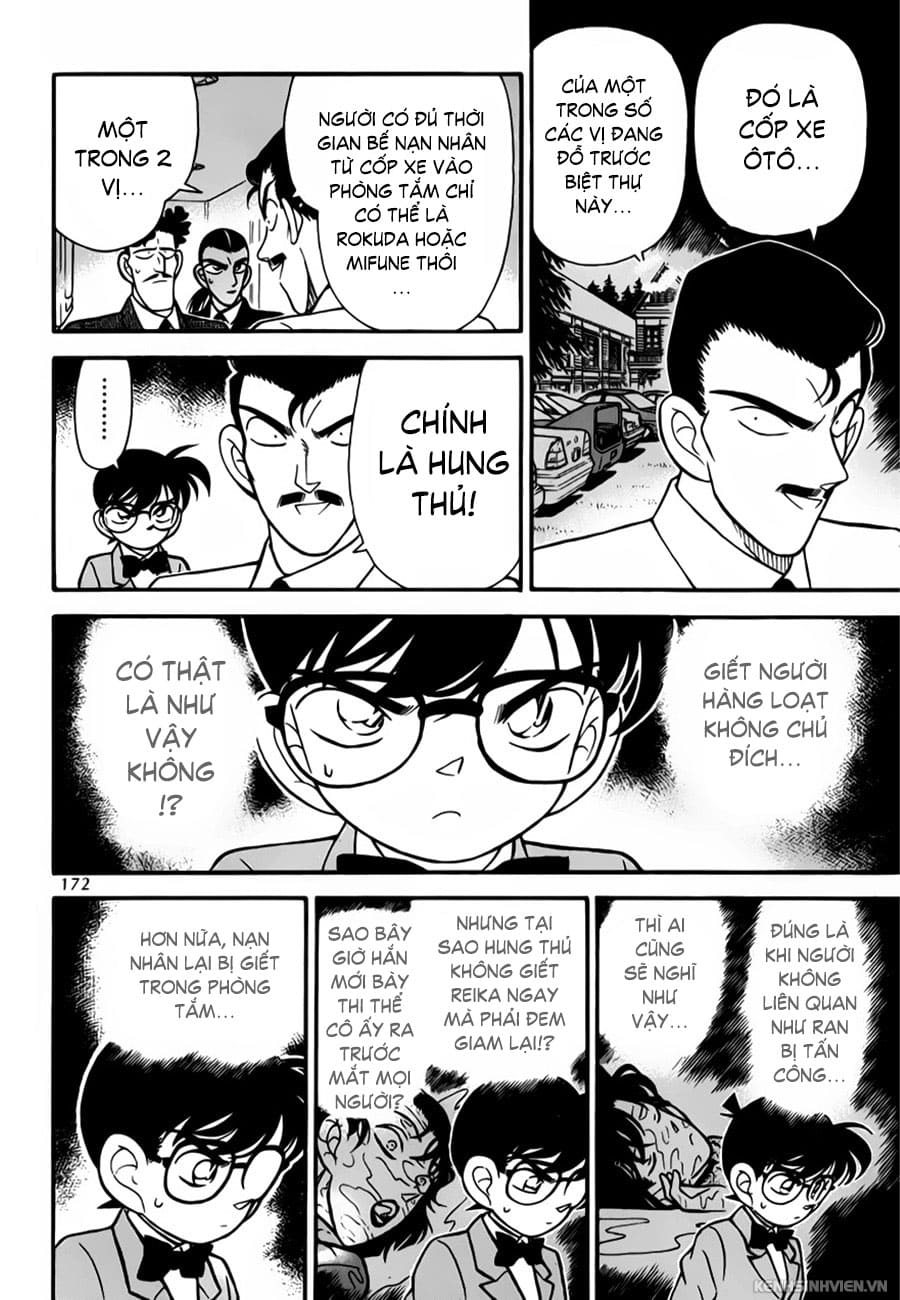 ĐÓ LÀ
CỐP XE
ÔTÔ...
CỦA MỘT
TRONG SỐ
CÁC VỊ ĐANG
ĐỖ TRƯỚC
BIỆT THỰ
NÀY...
NGƯỜI CÓ ĐỦ THỜI
GIAN BẾ NẠN NHÂN
TỪ CỐP XE VÀO
PHÒNG TẮM CHỈ
CÓ THỂ LÀ
ROKUDA HOẶC
MIFUNE THÔI
...
MỘT
TRONG 2
VỊ...
CHÍNH
LÀ HUNG
THỦ!
.........
GIẾT NGƯỜI
HÀNG LOẠT
KHÔNG CHỦ
ĐÍCH...
CÓ THẬT
LÀ NHƯ
VẬY
KHÔNG
!?
172
ĐÚNG LÀ
KHI NGƯỜI
KHÔNG
LIÊN QUAN
NHƯ RAN
BỊ TẤN
CÔNG...
THÌ AI
CŨNG
SẼ NGHĨ
NHƯ
VẬY...
NHƯNG TẠI
SAO HUNG THỦ
KHÔNG GIẾT
REIKA NGAY
MÀ PHẢI ĐEM
GIAM LẠI!?
SAO BÂY
GIỜ HẮN
MỚI BÀY
THI THỂ
CÔ ẤY RA
TRƯỚC
MẮT MỌI
NGƯỜI?
HƠN NỮA, NẠN
NHÂN LẠI BỊ GIẾT
TRONG PHÒNG
TẮM...
KENHSINHVIEN.VN